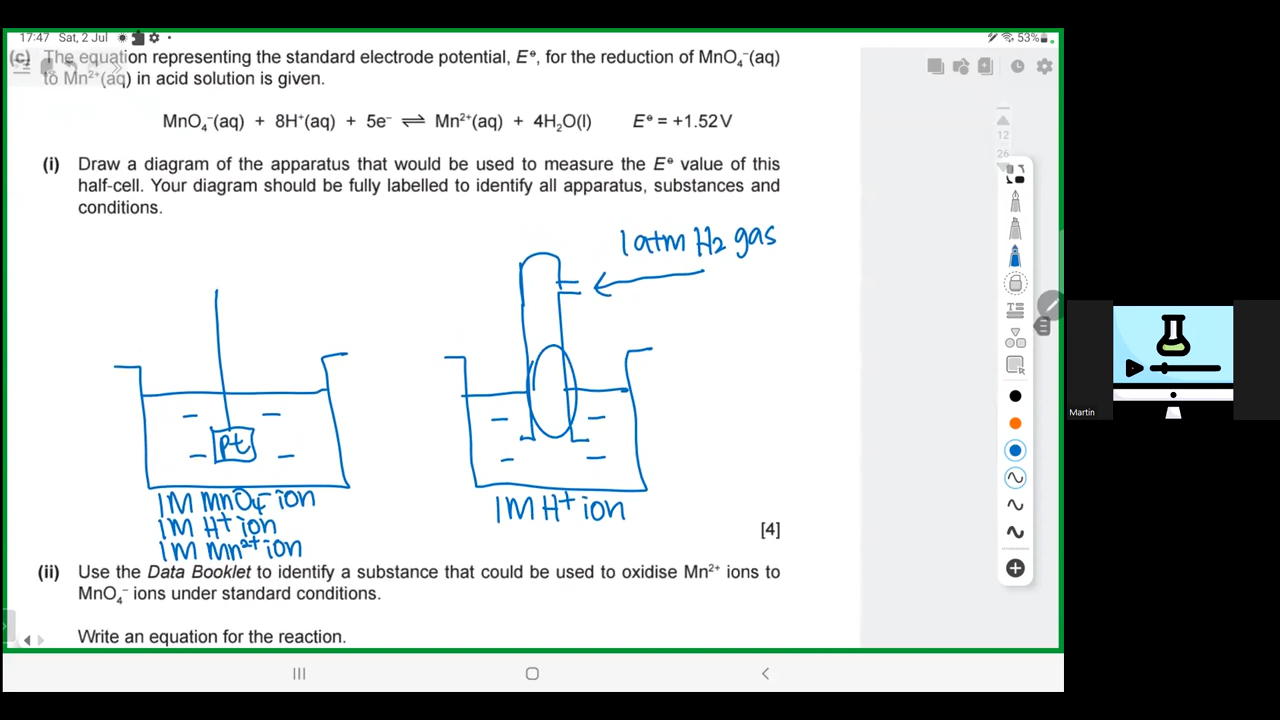 17:47 Sat, 2 Jul
53%
(c) The equation representing the standard electrode potential, E⦵, for the reduction of MnO₄⁻(aq)
to Mn²⁺(aq) in acid solution is given.
MnO₄⁻(aq) + 8H⁺(aq) + 5e⁻ ⇌ Mn²⁺(aq) + 4H₂O(l) E⦵ = +1.52V
12
26
(i) Draw a diagram of the apparatus that would be used to measure the E⦵ value of this
half-cell. Your diagram should be fully labelled to identify all apparatus, substances and
conditions.
1atm H2 gas
Pt
1M MnO4⁻ ion
1M H⁺ ion
1M Mn²⁺ ion
1M H⁺ ion
[4]
(ii) Use the Data Booklet to identify a substance that could be used to oxidise Mn²⁺ ions to
MnO₄⁻ ions under standard conditions.
Write an equation for the reaction.
Martin